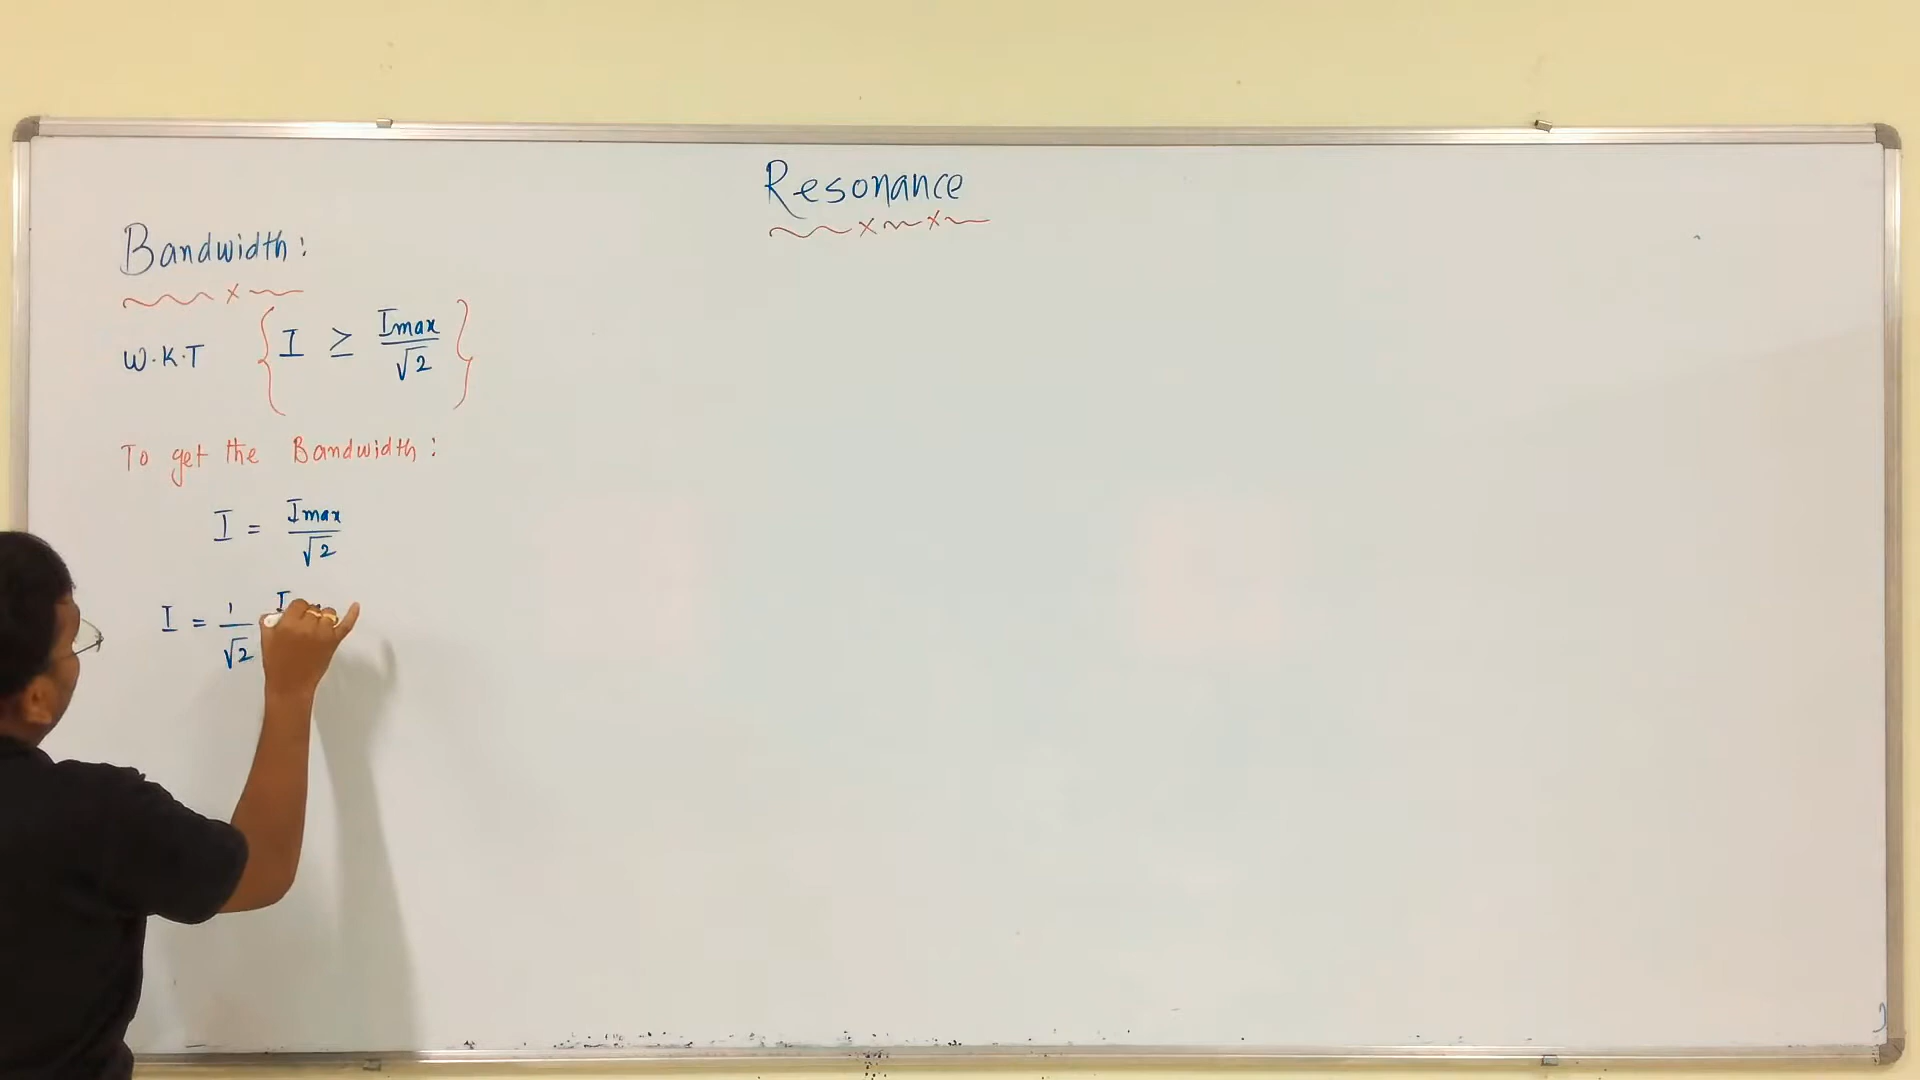 Resonance
Bandwidth:
W.K.T { I ≥ Imax/√2 }
To get the Bandwidth:
I = Imax/√2
I = 1/√2 I